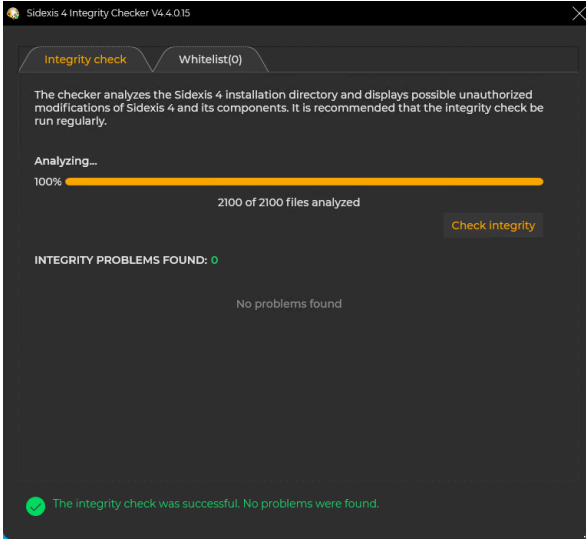 Sidexis 4 Integrity Checker V4.4.0.15
Integrity check
Whitelist(0)
The checker analyzes the Sidexis 4 installation directory and displays possible unauthorized
modifications of Sidexis 4 and its components. It is recommended that the integrity check be
run regularly.
Analyzing...
100%
2100 of 2100 files analyzed
Check integrity
INTEGRITY PROBLEMS FOUND: 0
No problems found
The integrity check was successful. No problems were found.